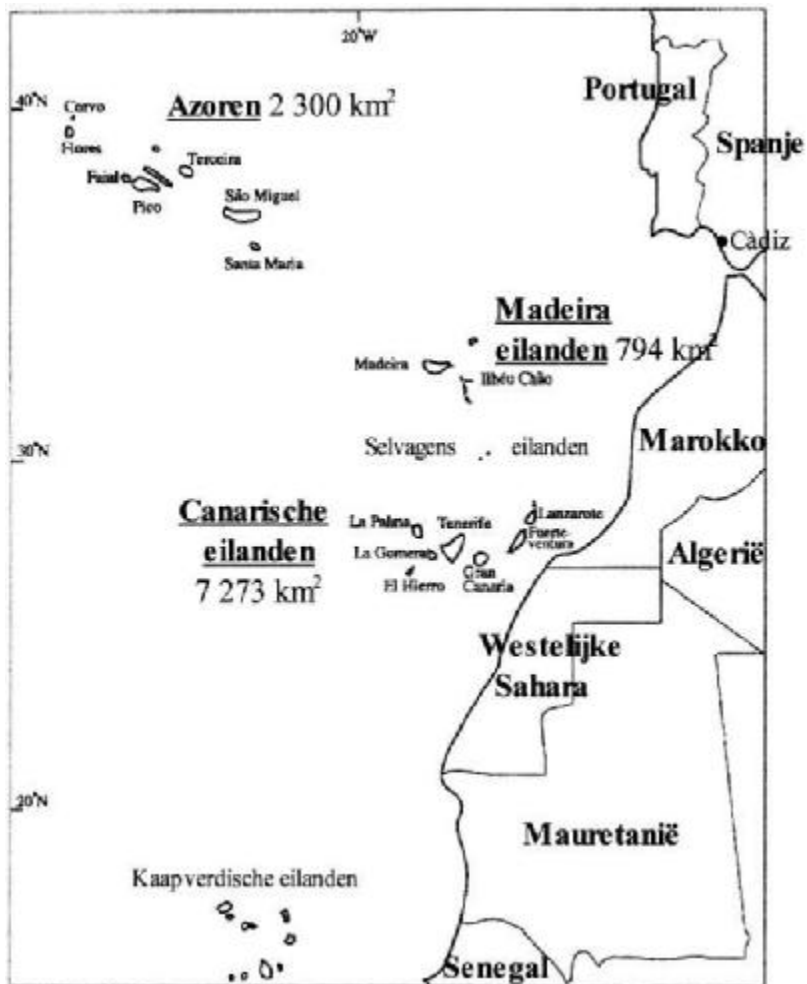 20°W
40°N
Corvo
Azoren 2 300 km²
Portugal
Flores
Spanje
Terceira
Faial
Pico
São Miguel
Càdiz
Santa Maria
Madeira
eilanden 794 km²
Madeira
Ilhéu Chão
30°N
Selvagens eilanden
Marokko
Canarische
eilanden
7 273 km²
La Palma
Tenerife
Lanzarote
Fuerte-
ventura
La Gomera
Gran
Canaria
El Hierro
Algerië
Westelijke
Sahara
20°N
Mauretanië
Kaapverdische eilanden
Senegal